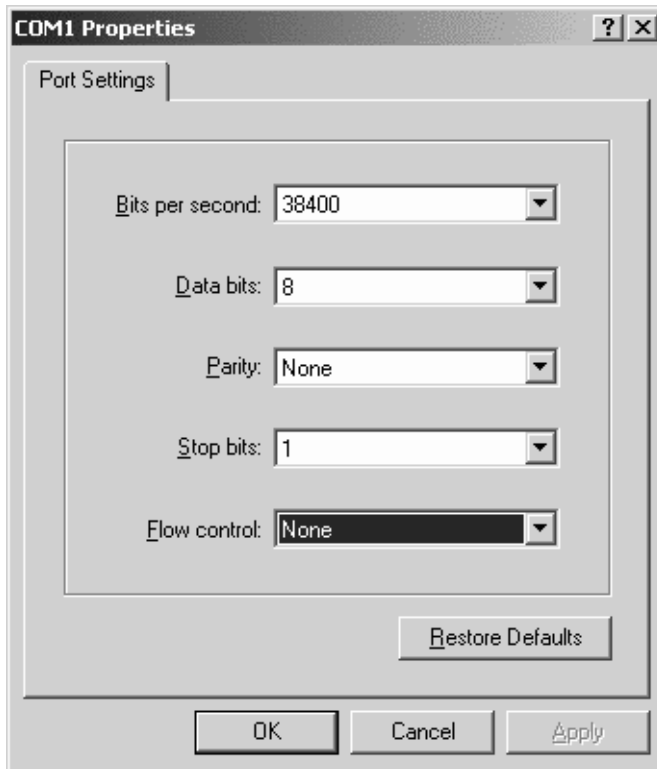 COM1 Properties
Port Settings
Bits per second: 38400
Data bits: 8
Parity: None
Stop bits: 1
Flow control: None
Restore Defaults
OK Cancel Apply